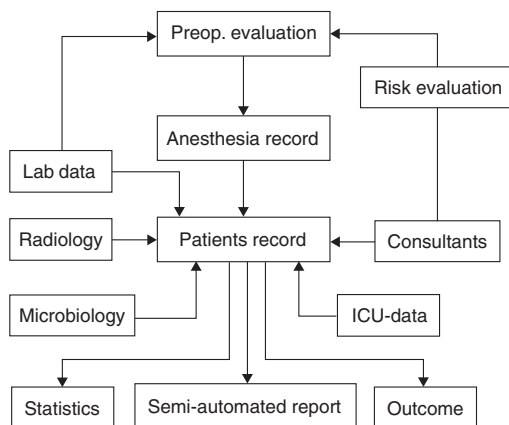 Preop. evaluation
Risk evaluation
Anesthesia record
Lab data
Radiology
Patients record
Consultants
Microbiology
ICU-data
Statistics
Semi-automated report
Outcome